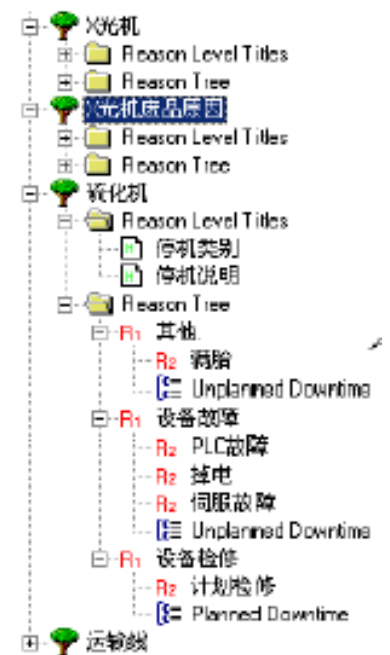 X光机
Reason Level Titles
Reason Tree
X光机废品原因
Reason Level Titles
Reason Tree
硫化机
Reason Level Titles
停机类别
停机说明
Reason Tree
R1 其他
R2 调胎
Unplanned Downtime
R1 设备故障
R2 PLC故障
R2 掉电
R2 伺服故障
Unplanned Downtime
R1 设备检修
R2 计划检修
Planned Downtime
运输线